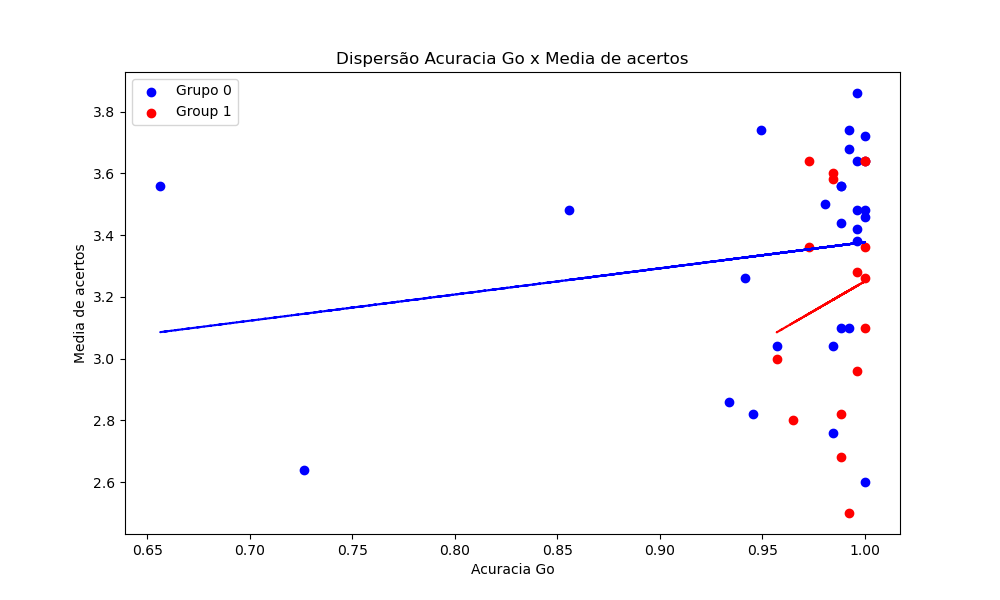 Dispersão Acuracia Go x Media de acertos
Grupo 0
Group 1
Media de acertos
3.8
3.6
3.4
3.2
3.0
2.8
2.6
0.65 0.70 0.75 0.80 0.85 0.90 0.95 1.00
Acuracia Go